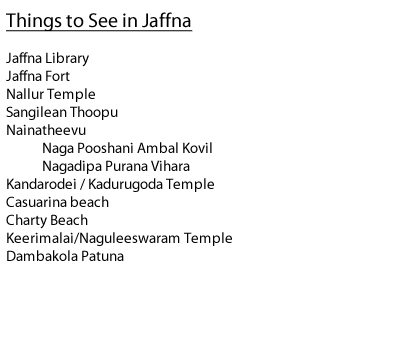 Things to See in Jaffna
Jaffna Library
Jaffna Fort
Nallur Temple
Sangilean Thoopu
Nainatheevu
Naga Pooshani Ambal Kovil
Nagadipa Purana Vihara
Kandarodei / Kadurugoda Temple
Casuarina beach
Charty Beach
Keerimalai/Naguleeswaram Temple
Dambakola Patuna